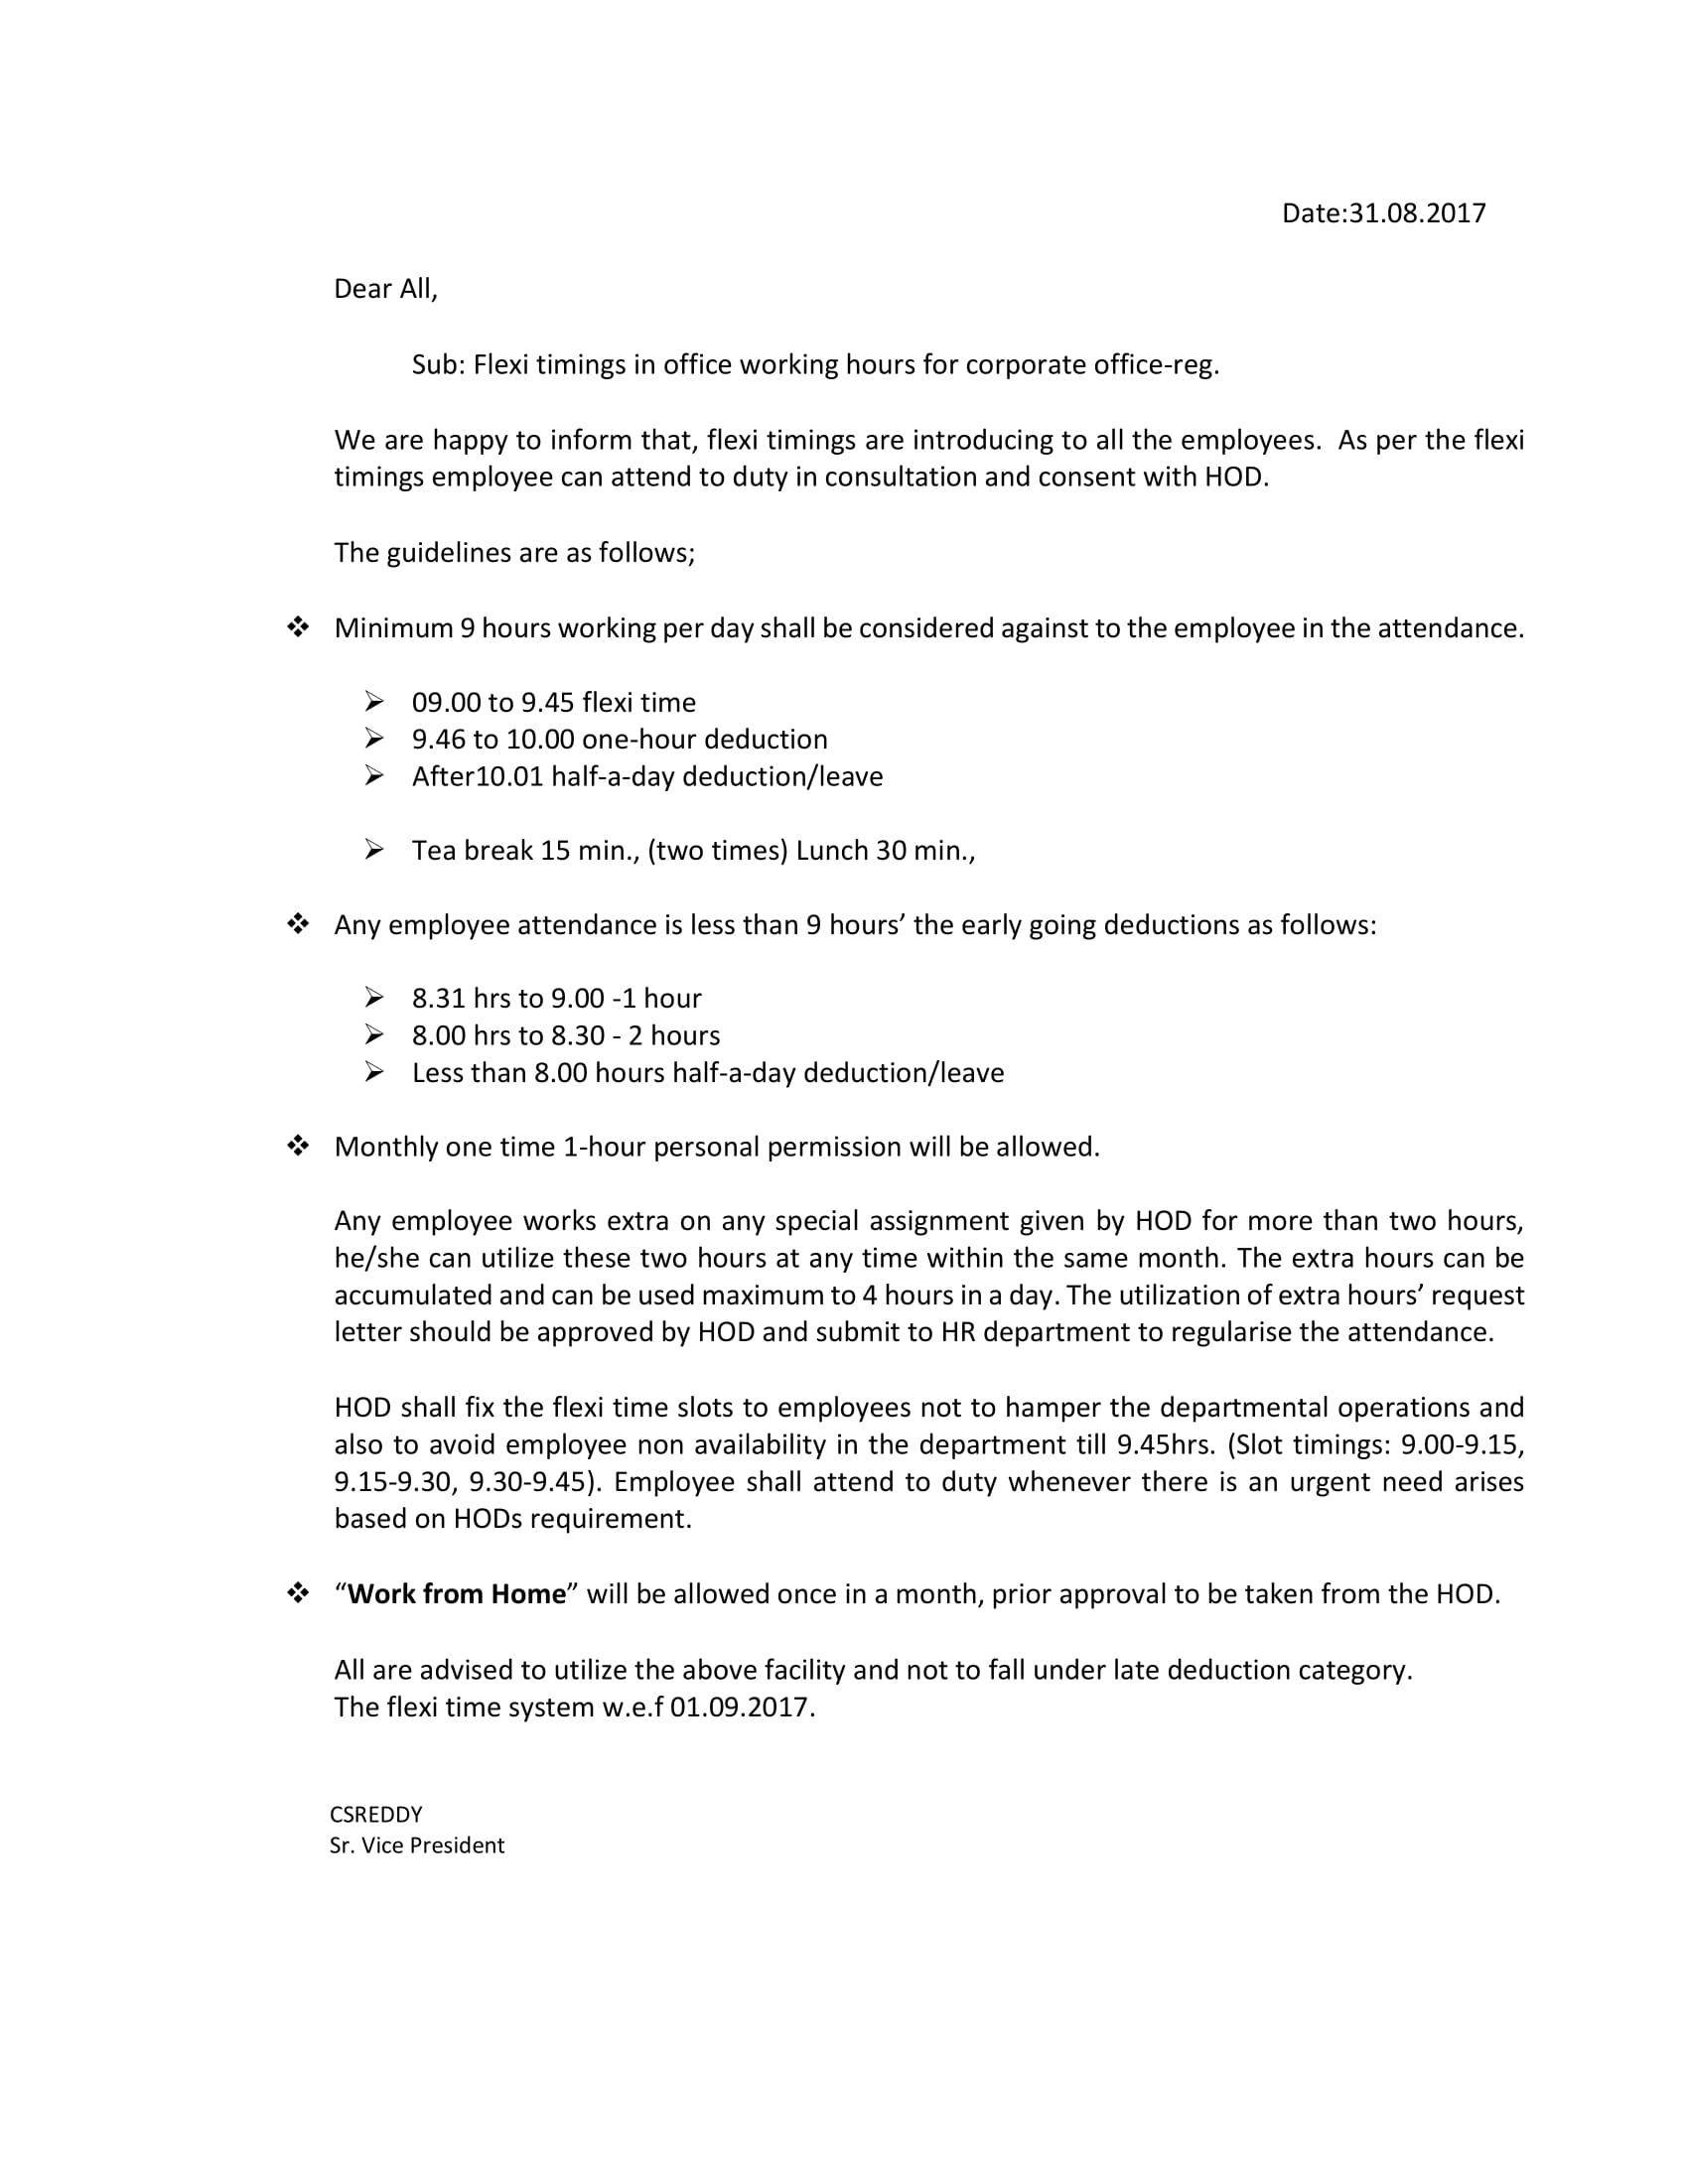 Date:31.08.2017
Dear All,
Sub: Flexi timings in office working hours for corporate office-reg.
We are happy to inform that, flexi timings are introducing to all the employees.  As per the flexi
timings employee can attend to duty in consultation and consent with HOD.
The guidelines are as follows;
❖ Minimum 9 hours working per day shall be considered against to the employee in the attendance.
➢ 09.00 to 9.45 flexi time
➢ 9.46 to 10.00 one-hour deduction
➢ After10.01 half-a-day deduction/leave
➢ Tea break 15 min., (two times) Lunch 30 min.,
❖ Any employee attendance is less than 9 hours’ the early going deductions as follows:
➢ 8.31 hrs to 9.00 -1 hour
➢ 8.00 hrs to 8.30 - 2 hours
➢ Less than 8.00 hours half-a-day deduction/leave
❖ Monthly one time 1-hour personal permission will be allowed.
Any employee works extra on any special assignment given by HOD for more than two hours,
he/she can utilize these two hours at any time within the same month. The extra hours can be
accumulated and can be used maximum to 4 hours in a day. The utilization of extra hours’ request
letter should be approved by HOD and submit to HR department to regularise the attendance.
HOD shall fix the flexi time slots to employees not to hamper the departmental operations and
also to avoid employee non availability in the department till 9.45hrs. (Slot timings: 9.00-9.15,
9.15-9.30, 9.30-9.45). Employee shall attend to duty whenever there is an urgent need arises
based on HODs requirement.
❖ “Work from Home” will be allowed once in a month, prior approval to be taken from the HOD.
All are advised to utilize the above facility and not to fall under late deduction category.
The flexi time system w.e.f 01.09.2017.
CSREDDY
Sr. Vice President